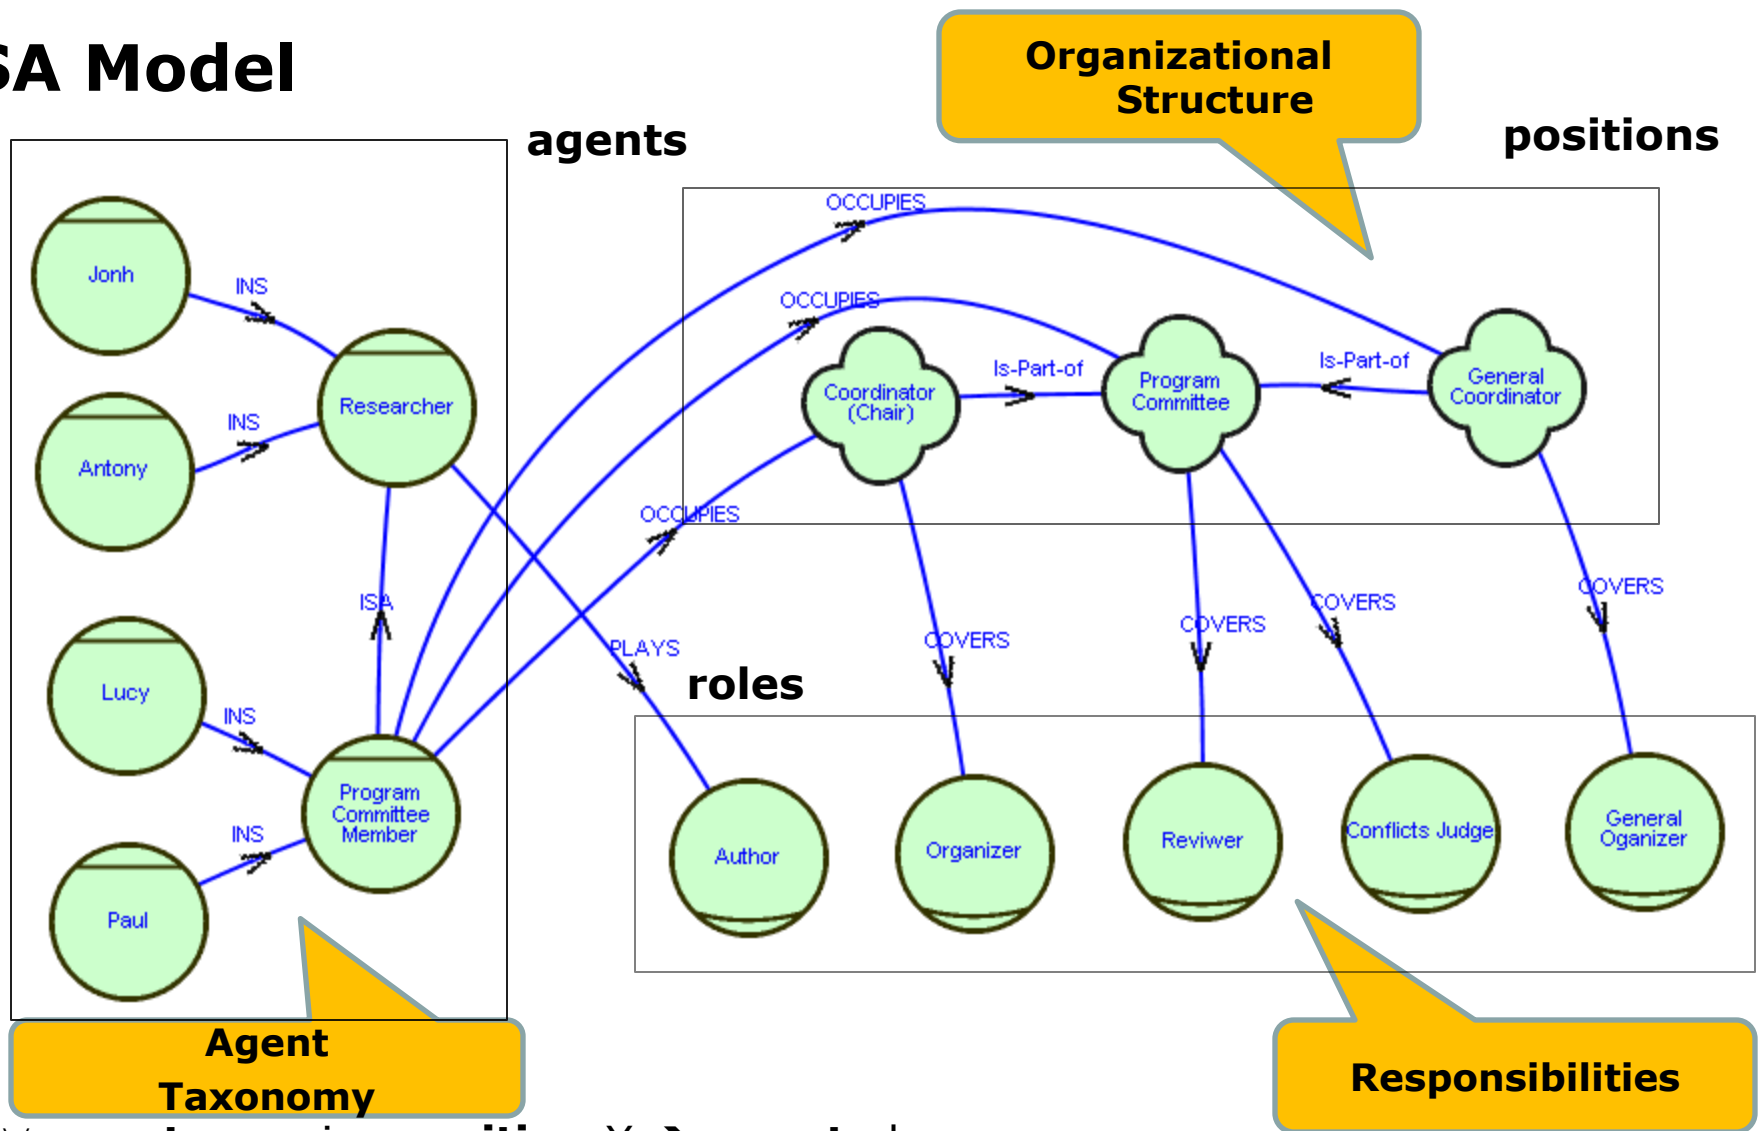 SA Model
Organizational
Structure
agents
positions
OCCUPIES
Jonh
INS
OCCUPIES
Researcher
Coordinator
(Chair)
Is-Part-of
Program
Committee
Is-Part-of
General
Coordinator
Antony
INS
OCCUPIES
ISA
PLAYS
COVERS
COVERS
COVERS
COVERS
roles
Lucy
INS
Program
Committee
Member
INS
Paul
Author
Organizer
Reviwer
Conflicts Judge
General
Oganizer
Agent
Taxonomy
Responsibilities